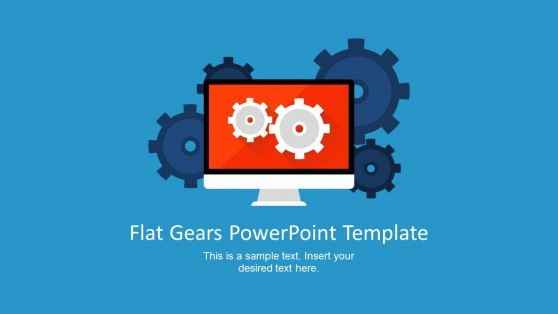 Flat Gears PowerPoint Template
This is a sample text. Insert your
desired text here.